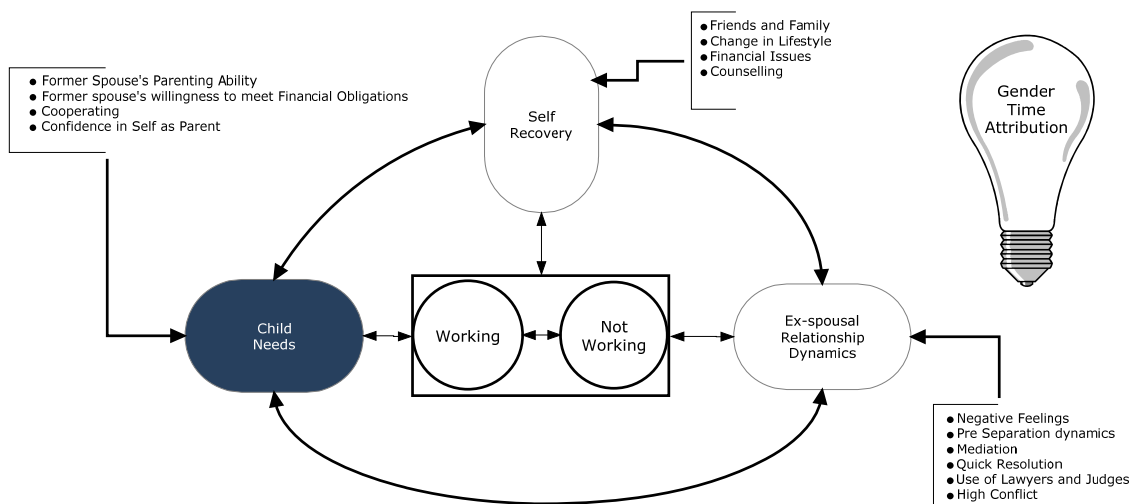 Friends and Family
Change in Lifestyle
Financial Issues
Counselling
Former Spouse's Parenting Ability
Former spouse's willingness to meet Financial Obligations
Cooperating
Confidence in Self as Parent
Gender
Time
Attribution
Self
Recovery
Child
Needs
Working
Not
Working
Ex-spousal
Relationship
Dynamics
Negative Feelings
Pre Separation dynamics
Mediation
Quick Resolution
Use of Lawyers and Judges
High Conflict